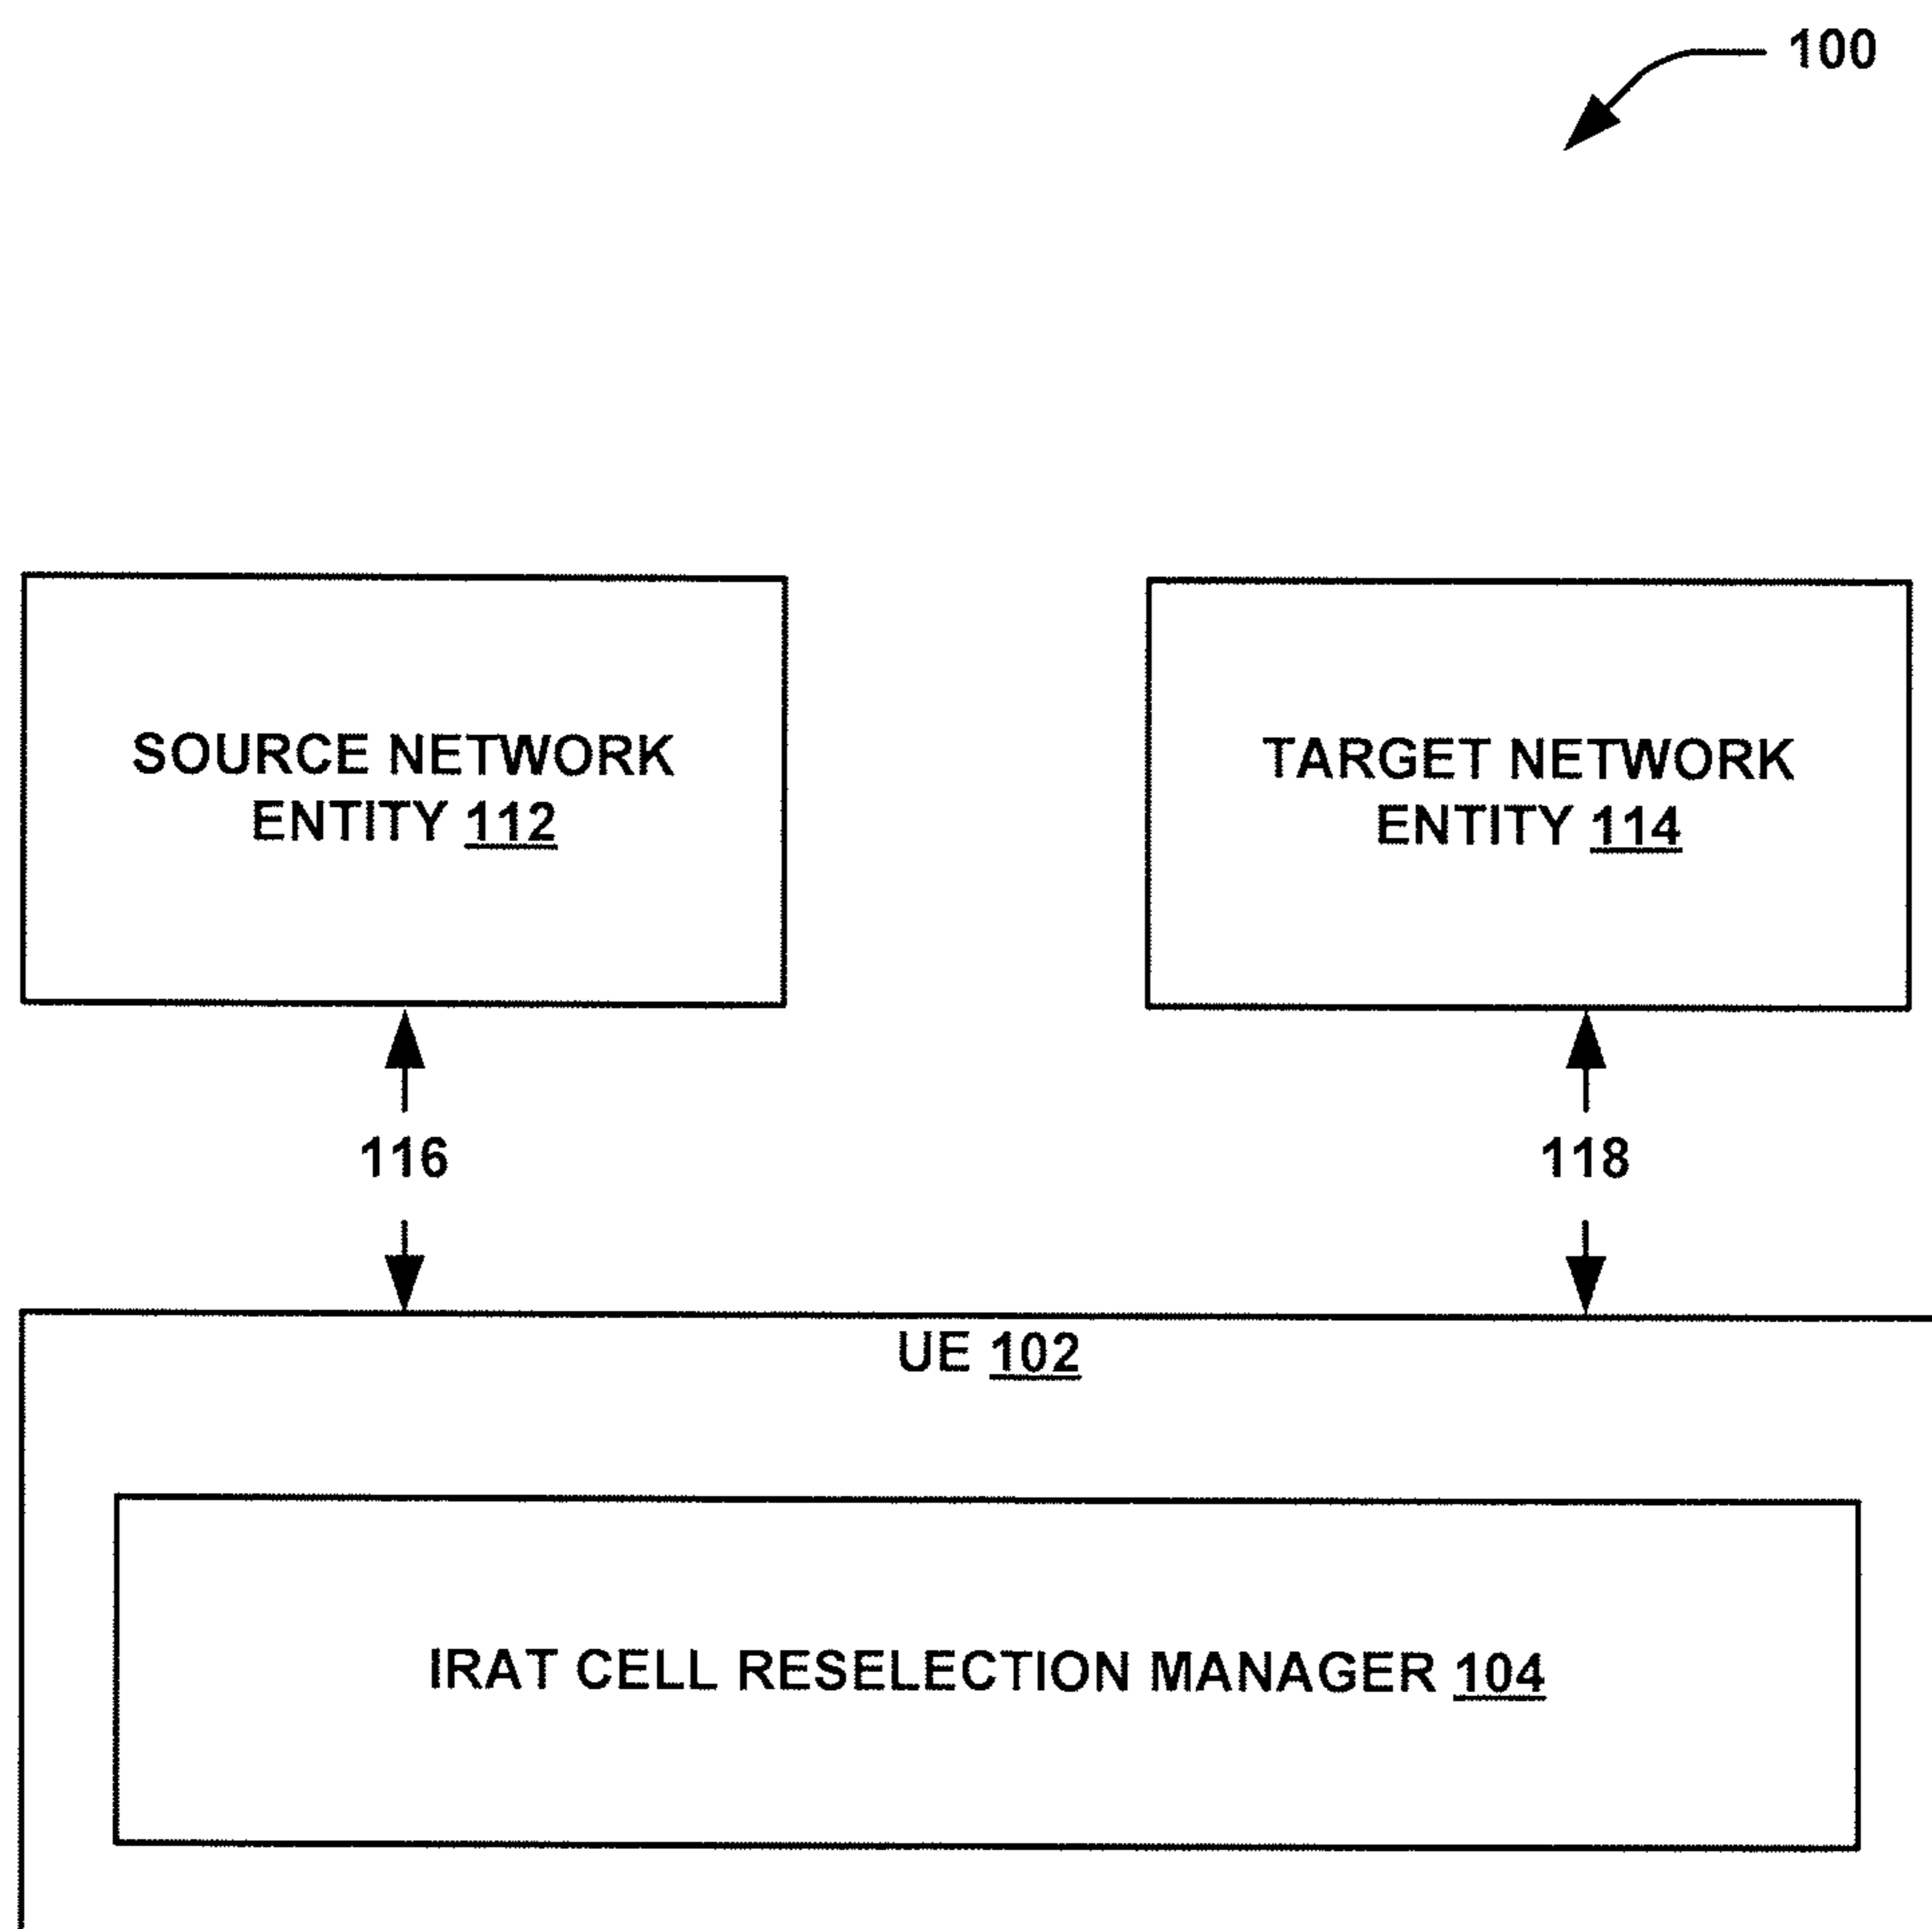 100
SOURCE NETWORK
ENTITY 112
TARGET NETWORK
ENTITY 114
116
118
UE 102
IRAT CELL RESELECTION MANAGER 104